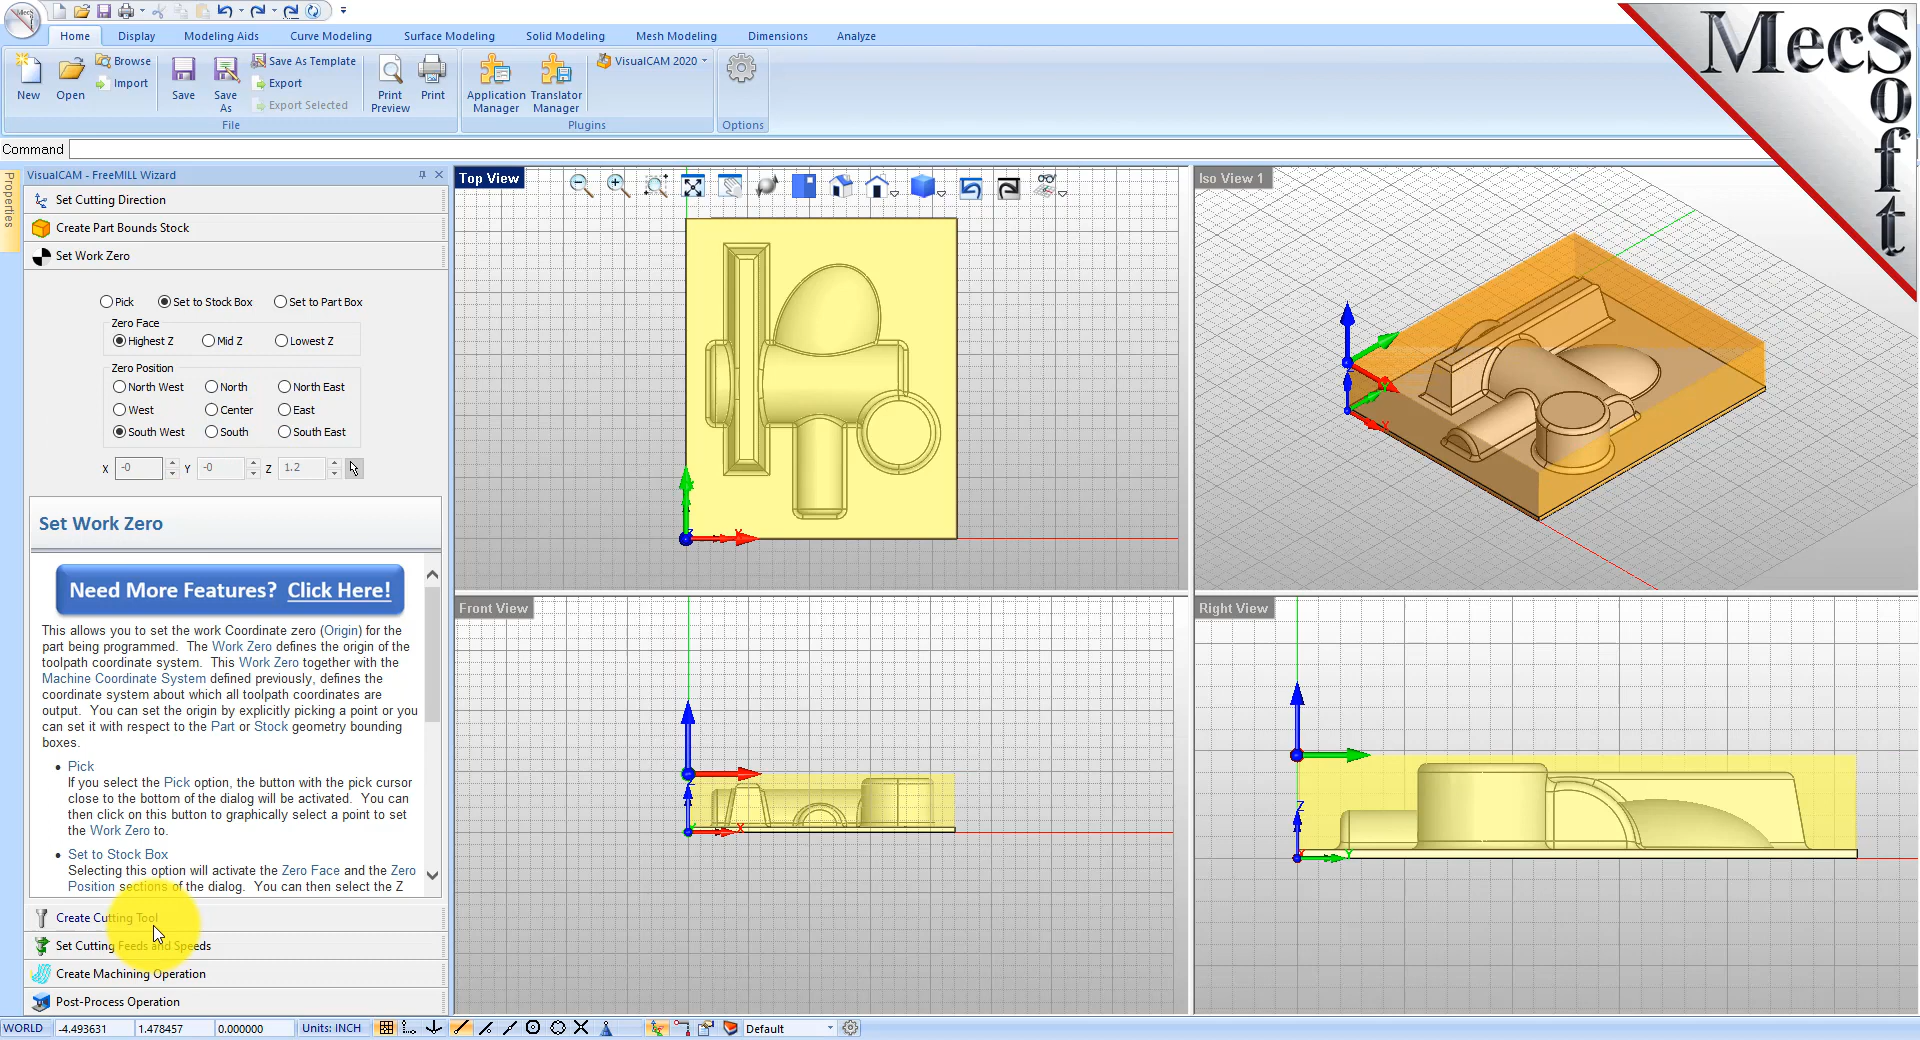 MecS
Home Display Modeling Aids Curve Modeling Surface Modeling Solid Modeling Mesh Modeling Dimensions Analyze
New
Open
Browse
Import
Save
Save As
Save As Template
Export
Export Selected
Print Preview
Print
File
Application Manager
Translator Manager
VisualCAM 2020
Plugins
Options
MecSoft
Command
Properties
VisualCAM - FreeMILL Wizard
Set Cutting Direction
Create Part Bounds Stock
Set Work Zero
Pick Set to Stock Box Set to Part Box
Zero Face
Highest Z Mid Z Lowest Z
Zero Position
North West North North East
West Center East
South West South South East
X -0 Y -0 Z 1.2
Set Work Zero
Need More Features? Click Here!
This allows you to set the work Coordinate zero (Origin) for the
part being programmed. The Work Zero defines the origin of the
toolpath coordinate system. This Work Zero together with the
Machine Coordinate System defined previously, defines the
coordinate system about which all toolpath coordinates are
output. You can set the origin by explicitly picking a point or you
can set it with respect to the Part or Stock geometry bounding
boxes.
• Pick
If you select the Pick option, the button with the pick cursor
close to the bottom of the dialog will be activated. You can
then click on this button to graphically select a point to set
the Work Zero to.
• Set to Stock Box
Selecting this option will activate the Zero Face and the Zero
Position sections of the dialog. You can then select the Z
Create Cutting Tool
Set Cutting Feeds and Speeds
Create Machining Operation
Post-Process Operation
Top View
Iso View 1
Front View
Right View
X
Y
X
X
Z
Y
WORLD -4.493631 1.478457 0.000000 Units: INCH Default